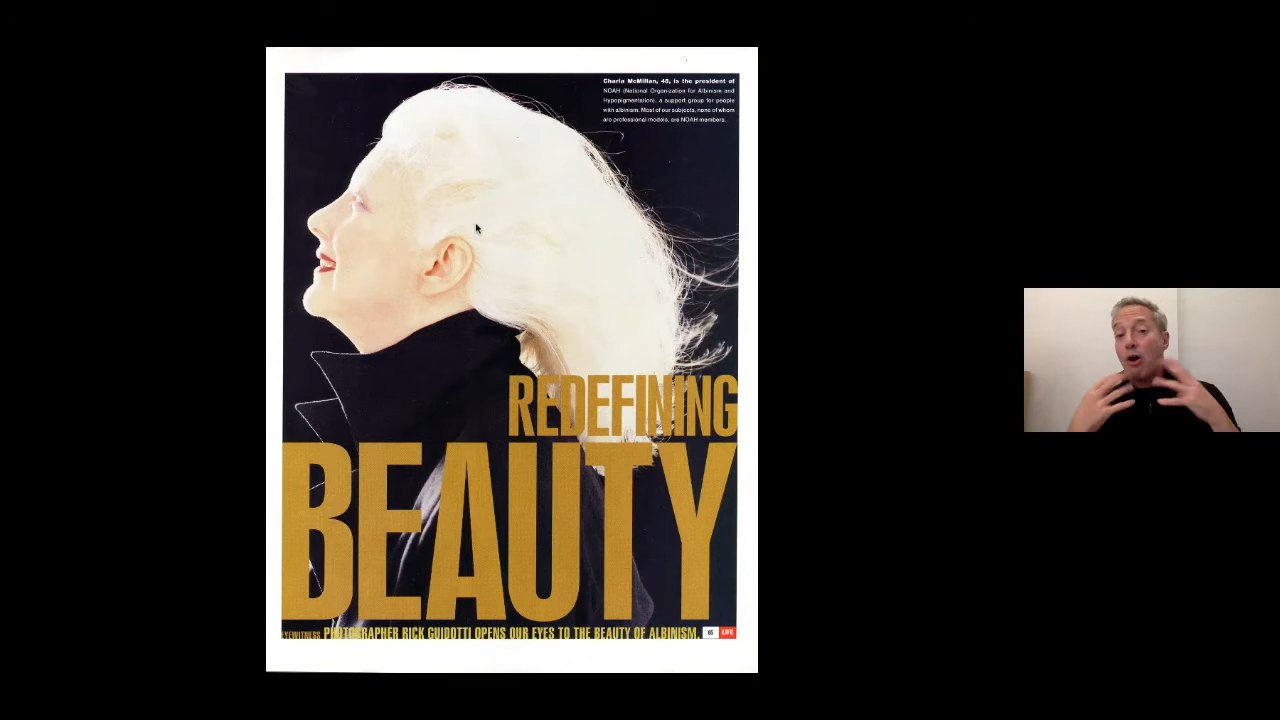 Charla McMillan, 48, is the president of
NOAH (National Organization for Albinism and
Hypopigmentation), a support group for people
with albinism. Most of our subjects, none of whom
are professional models, are NOAH members.
REDEFINING
BEAUTY
EYEWITNESS PHOTOGRAPHER RICK GUIDOTTI OPENS OUR EYES TO THE BEAUTY OF ALBINISM. 65 LIFE